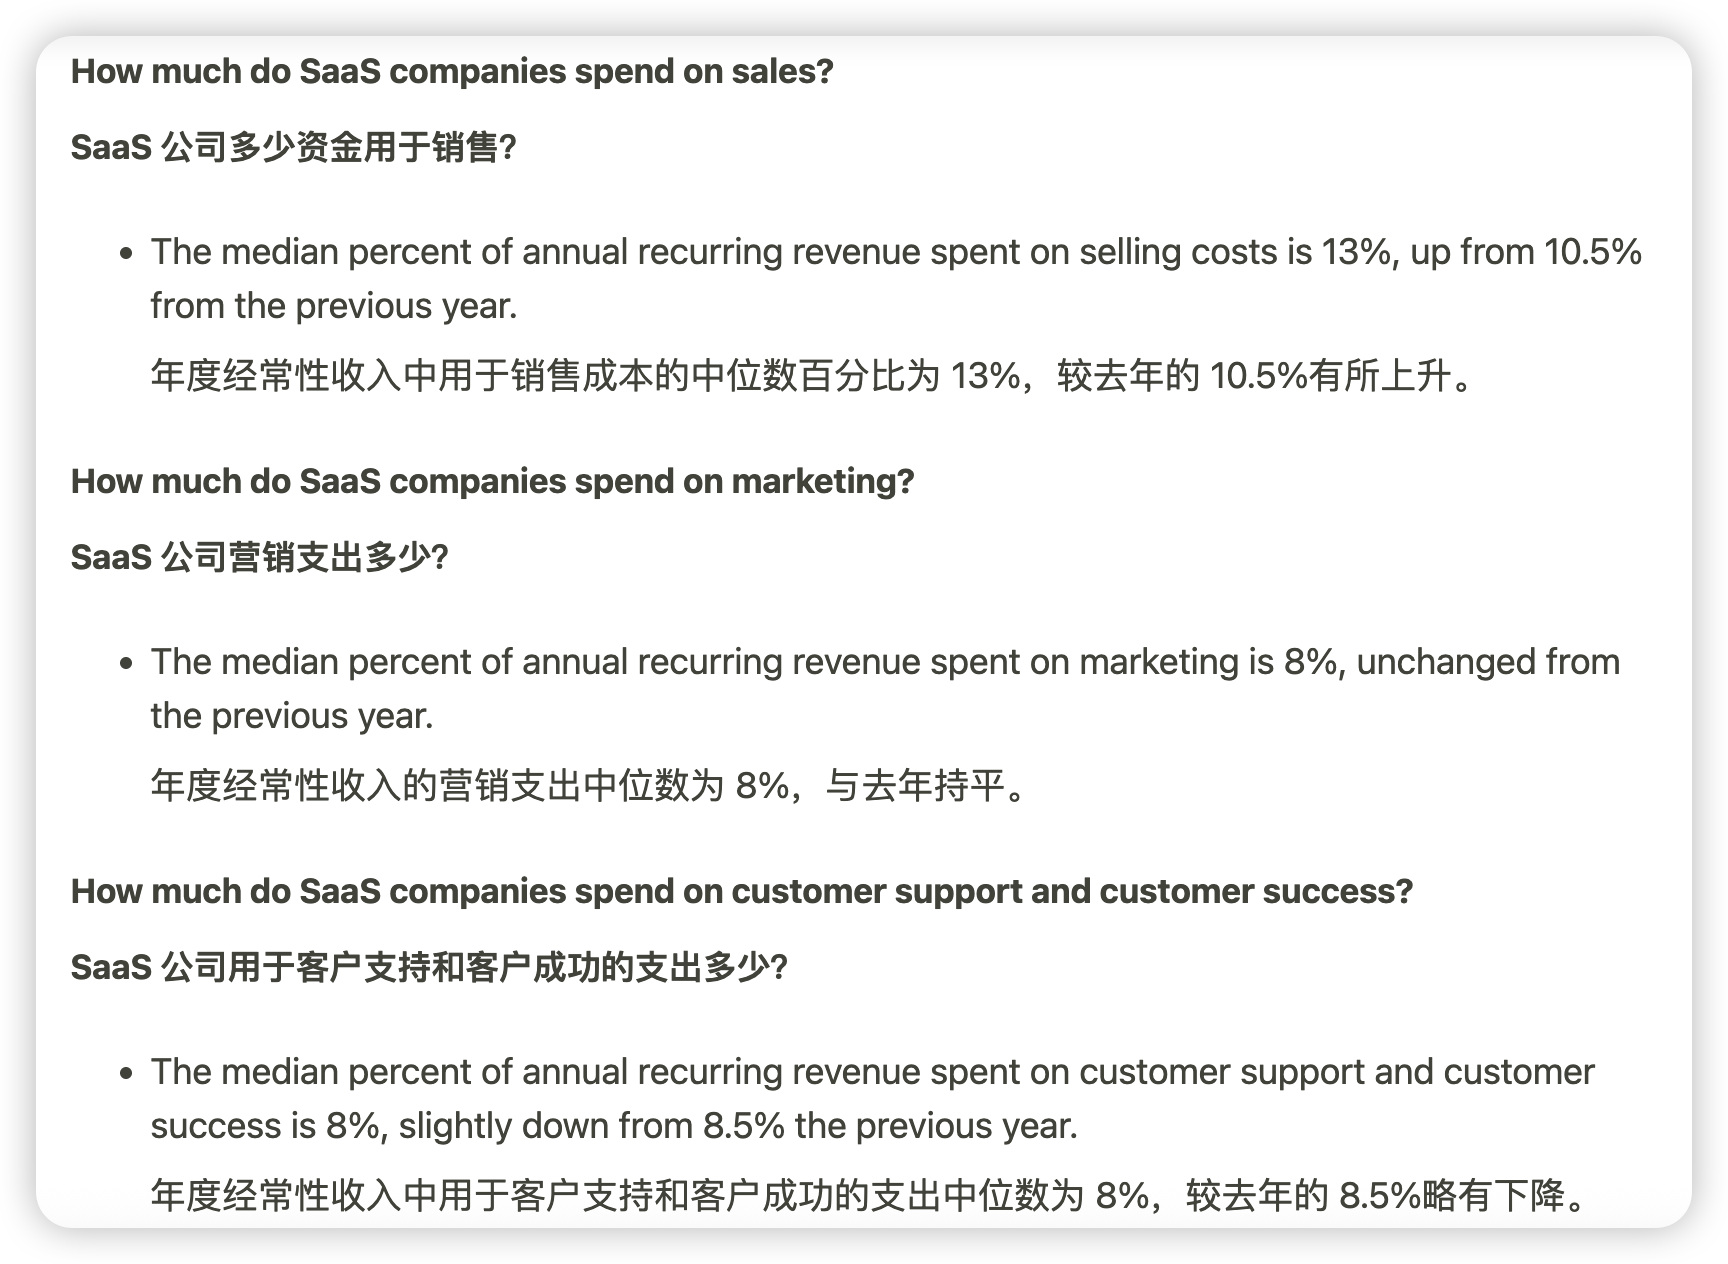 How much do SaaS companies spend on sales?
SaaS 公司多少资金用于销售?
• The median percent of annual recurring revenue spent on selling costs is 13%, up from 10.5%
from the previous year.
年度经常性收入中用于销售成本的中位数百分比为 13%，较去年的 10.5%有所上升。
How much do SaaS companies spend on marketing?
SaaS 公司营销支出多少?
• The median percent of annual recurring revenue spent on marketing is 8%, unchanged from
the previous year.
年度经常性收入的营销支出中位数为 8%，与去年持平。
How much do SaaS companies spend on customer support and customer success?
SaaS 公司用于客户支持和客户成功的支出多少?
• The median percent of annual recurring revenue spent on customer support and customer
success is 8%, slightly down from 8.5% the previous year.
年度经常性收入中用于客户支持和客户成功的支出中位数为 8%，较去年的 8.5%略有下降。